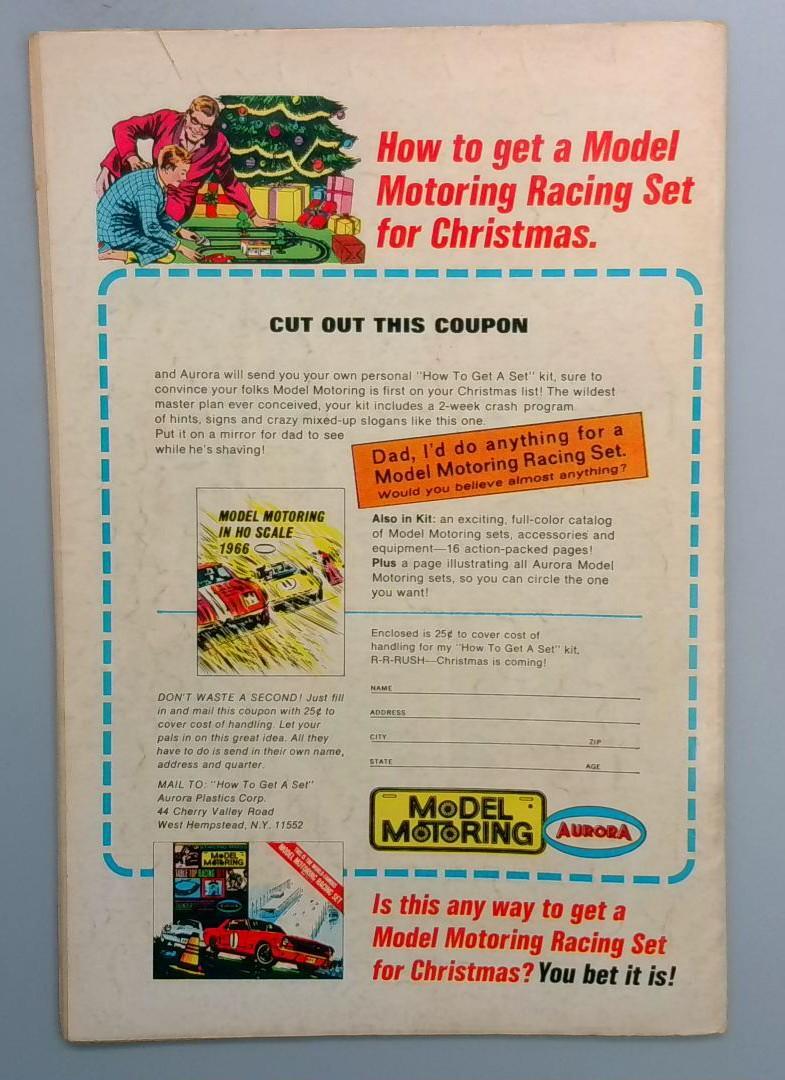 How to get a Model
Motoring Racing Set
for Christmas.
CUT OUT THIS COUPON
and Aurora will send you your own personal "How To Get A Set" kit, sure to
convince your folks Model Motoring is first on your Christmas list! The wildest
master plan ever conceived, your kit includes a 2-week crash program
of hints, signs and crazy mixed-up slogans like this one.
Put it on a mirror for dad to see
while he's shaving!
Dad, I'd do anything for a
Model Motoring Racing Set.
Would you believe almost anything?
MODEL MOTORING
IN HO SCALE
1966
Also in Kit: an exciting, full-color catalog
of Model Motoring sets, accessories and
equipment—16 action-packed pages!
Plus a page illustrating all Aurora Model
Motoring sets, so you can circle the one
you want!
Enclosed is 25¢ to cover cost of
handling for my "How To Get A Set" kit,
R-R-RUSH—Christmas is coming!
NAME
ADDRESS
CITY ZIP
STATE AGE
DON'T WASTE A SECOND! Just fill
in and mail this coupon with 25¢ to
cover cost of handling. Let your
pals in on this great idea. All they
have to do is send in their own name,
address and quarter.
MAIL TO: "How To Get A Set"
Aurora Plastics Corp.
44 Cherry Valley Road
West Hempstead, N.Y. 11552
MODEL
MOTORING
AURORA
MODEL
MOTORING
TABLE TOP RACING
MODEL MOTORING RACING SET
1
Is this any way to get a
Model Motoring Racing Set
for Christmas? You bet it is!